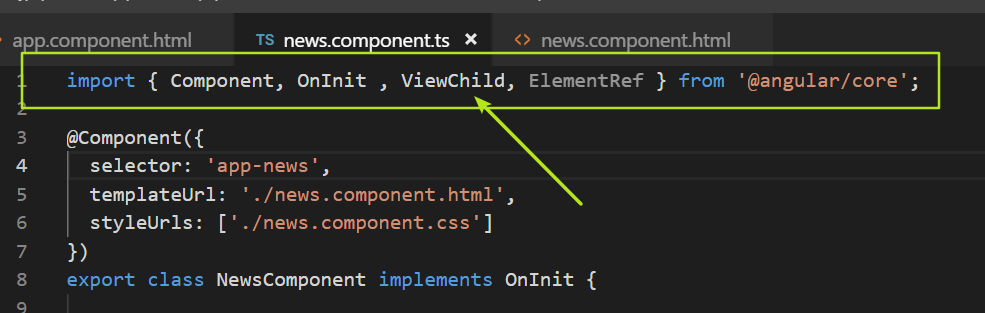 app.component.html TS news.component.ts × <> news.component.html
1 import { Component, OnInit , ViewChild, ElementRef } from '@angular/core';
2
3 @Component({
4 selector: 'app-news',
5 templateUrl: './news.component.html',
6 styleUrls: ['./news.component.css']
7 })
8 export class NewsComponent implements OnInit {
9